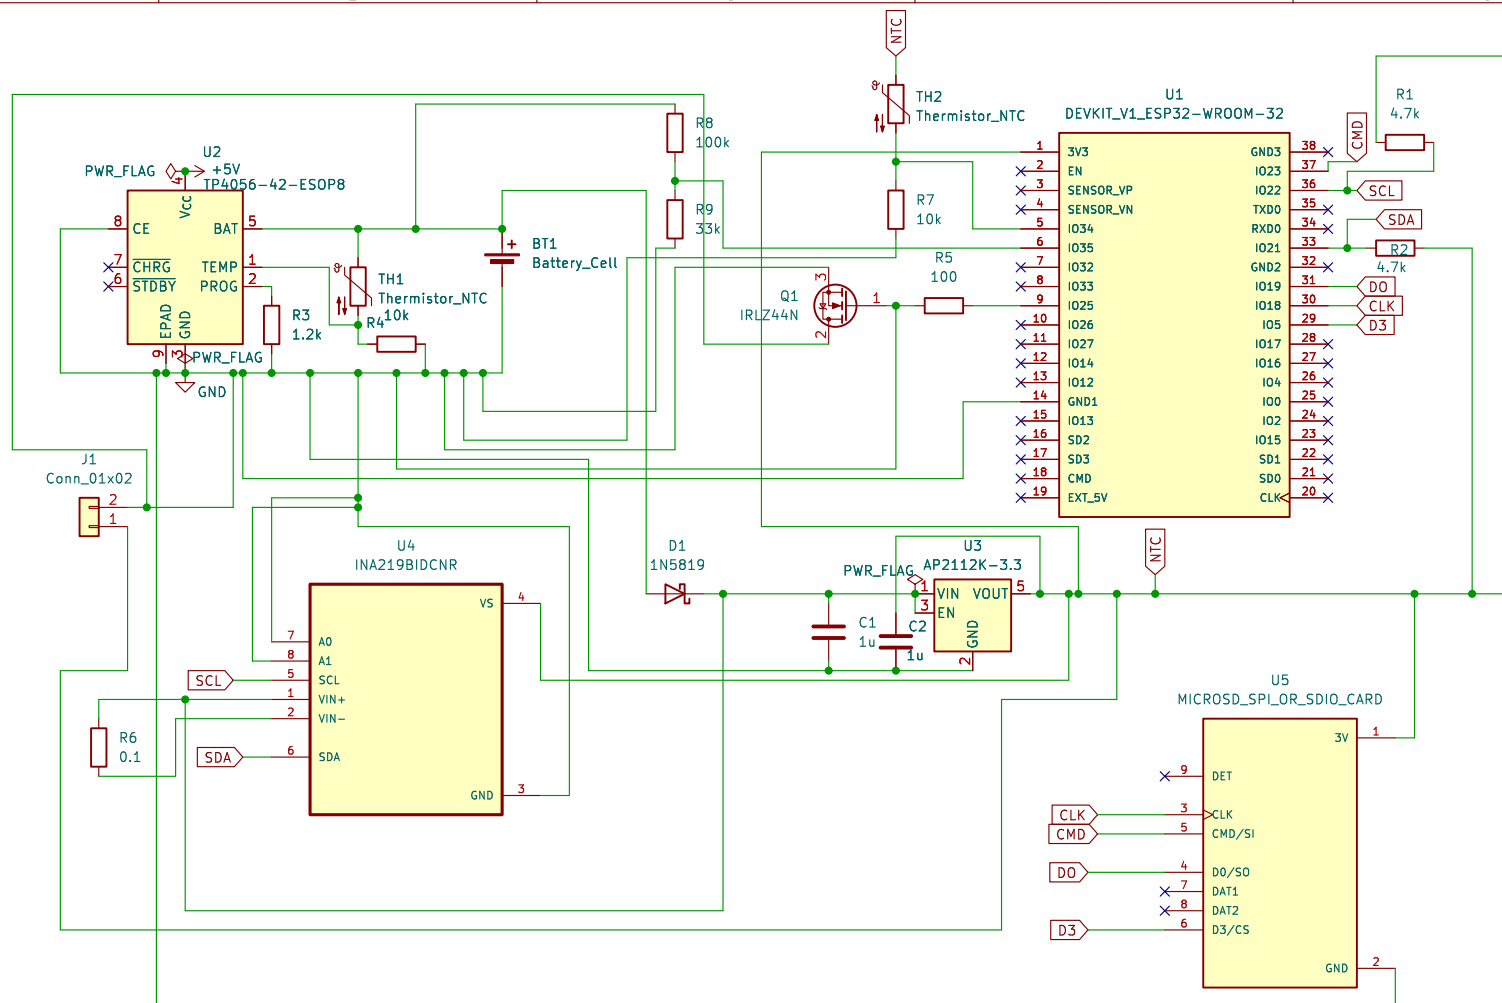 NTC
TH2
Thermistor_NTC
U1
DEVKIT_V1_ESP32-WROOM-32
R1
4.7k
CMD
R8
100k
U2
PWR_FLAG
+5V
TP4056-42-ESOP8
4
VCC
8
CE
BAT
5
7
CHRG
TEMP
1
6
STDBY
PROG
2
EPAD
GND
9
3
PWR_FLAG
GND
R3
1.2k
TH1
Thermistor_NTC
10k
R4
BT1
Battery_Cell
+
R9
33k
R7
10k
R5
100
Q1
IRLZ44N
3
1
2
1 3V3
2 EN
3 SENSOR_VP
4 SENSOR_VN
5 IO34
6 IO35
7 IO32
8 IO33
9 IO25
10 IO26
11 IO27
12 IO14
13 IO12
14 GND1
15 IO13
16 SD2
17 SD3
18 CMD
19 EXT_5V
GND3 38
IO23 37
IO22 36
TXD0 35
RXD0 34
IO21 33
GND2 32
IO19 31
IO18 30
IO5 29
IO17 28
IO16 27
IO4 26
IO0 25
IO2 24
IO15 23
SD1 22
SD0 21
CLK 20
SCL
SDA
R2
4.7k
DO
CLK
D3
J1
Conn_01x02
2
1
U4
INA219BIDCNR
VS 4
7 A0
8 A1
SCL
5 SCL
1 VIN+
2 VIN-
SDA
6 SDA
GND 3
R6
0.1
D1
1N5819
PWR_FLAG
U3
AP2112K-3.3
1 VIN
VOUT 5
3 EN
GND
2
C1
1u
C2
1u
NTC
U5
MICROSD_SPI_OR_SDIO_CARD
3V 1
9 DET
CLK
3 CLK
CMD
5 CMD/SI
DO
4 D0/SO
7 DAT1
8 DAT2
D3
6 D3/CS
GND 2